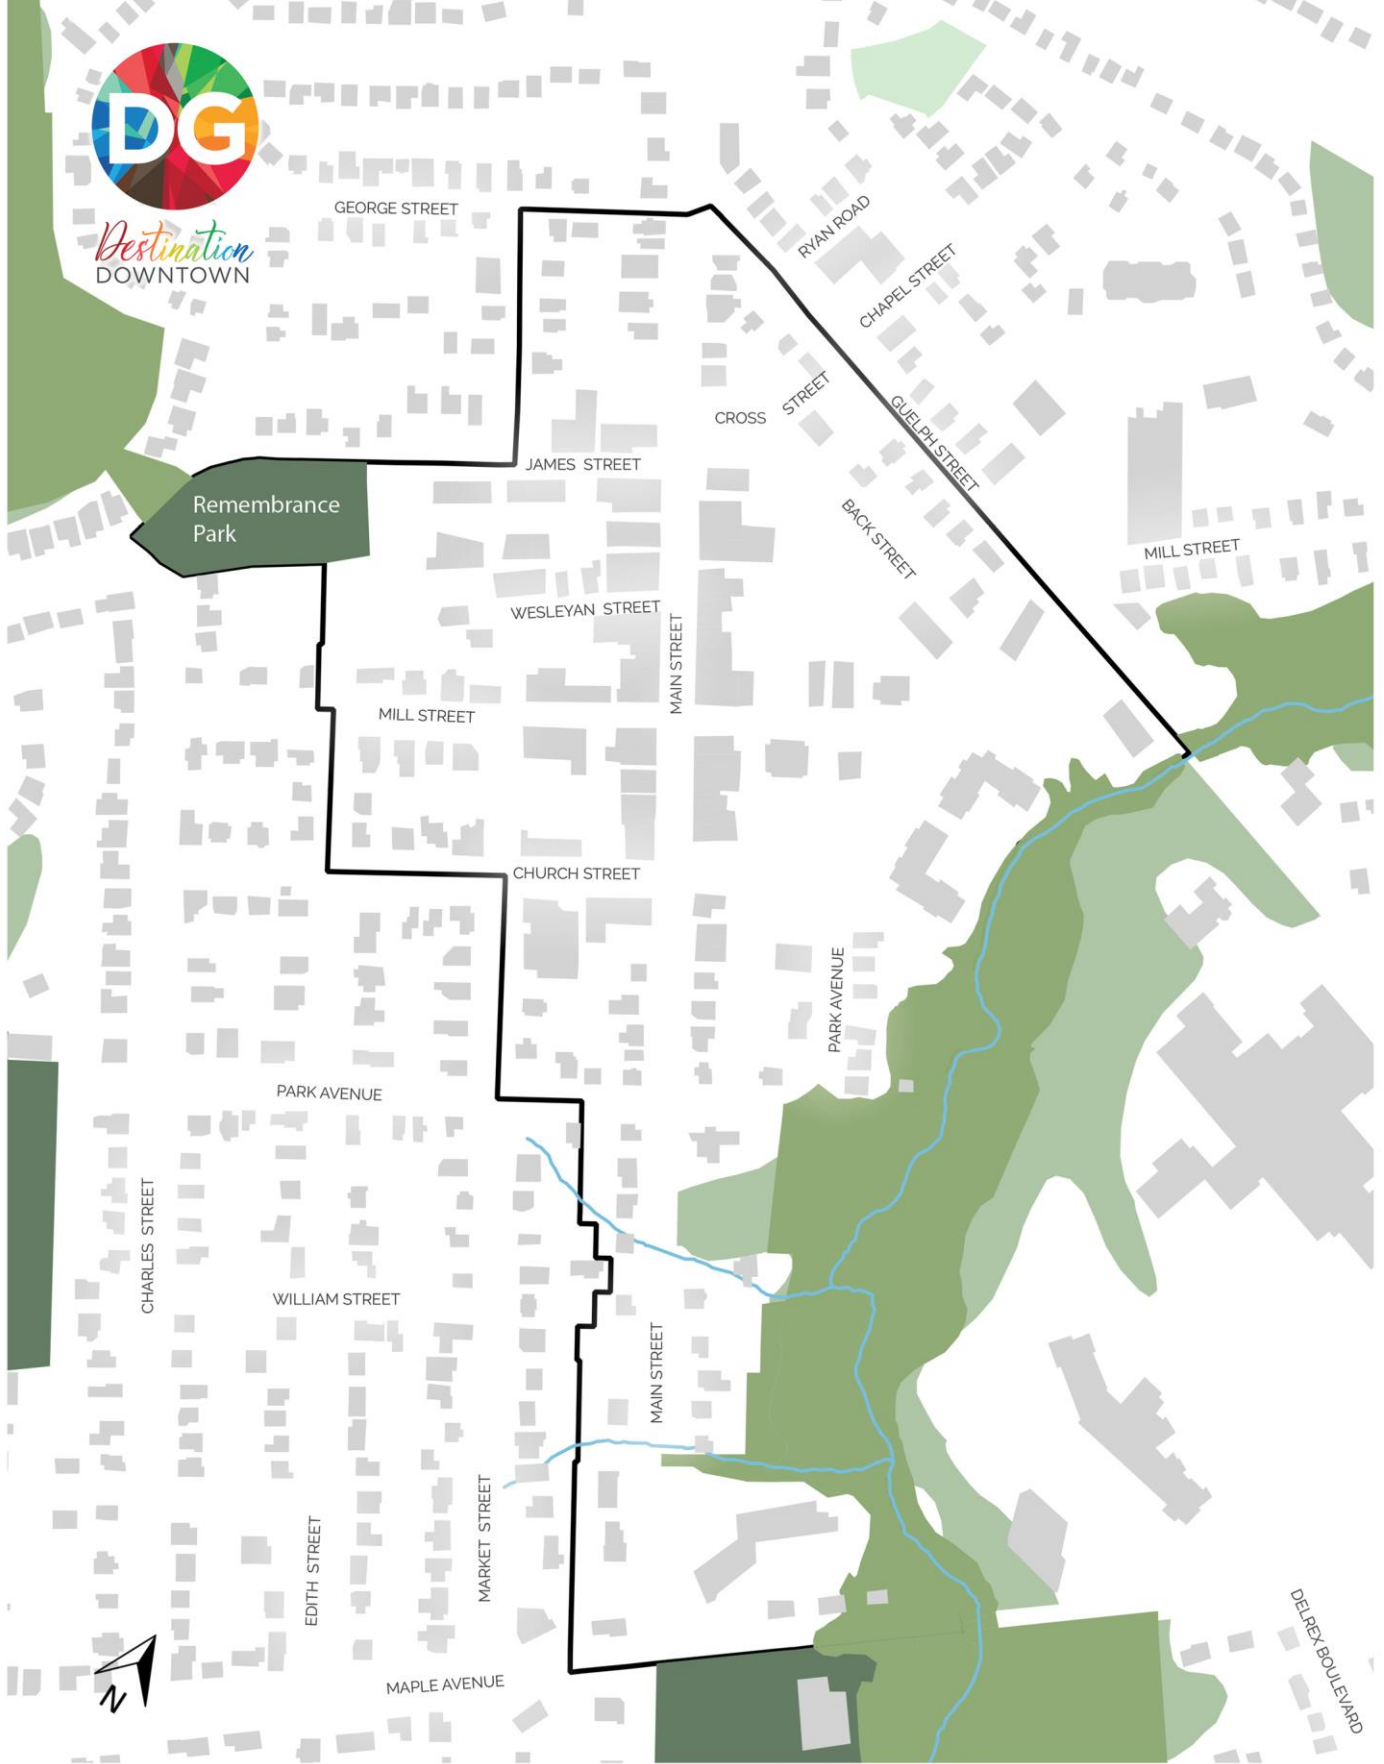 DG
Destination
DOWNTOWN
GEORGE STREET
RYAN ROAD
CHAPEL STREET
CROSS STREET
GUELPH STREET
JAMES STREET
Remembrance
Park
BACK STREET
MILL STREET
WESLEYAN STREET
MAIN STREET
MILL STREET
CHURCH STREET
PARK AVENUE
PARK AVENUE
CHARLES STREET
WILLIAM STREET
MAIN STREET
MARKET STREET
EDITH STREET
DELREX BOULEVARD
MAPLE AVENUE
N